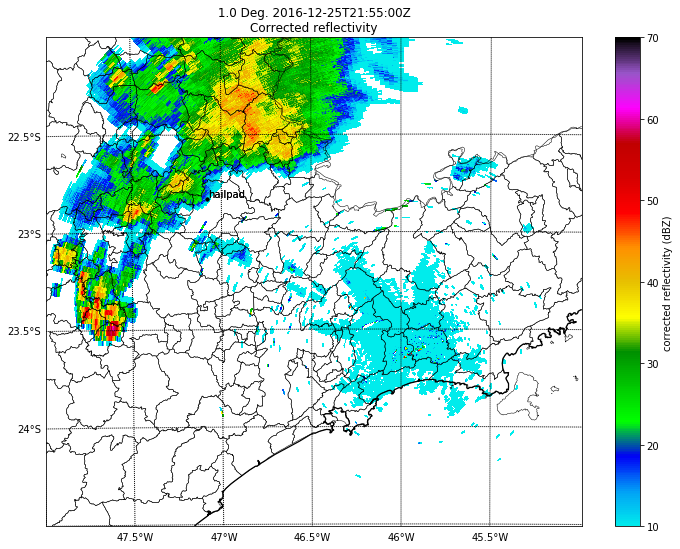 1.0 Deg. 2016-12-25T21:55:00Z
Corrected reflectivity
70
60
50
40
30
20
10
corrected reflectivity (dBZ)
22.5°S
23°S
23.5°S
24°S
hailpad
47.5°W
47°W
46.5°W
46°W
45.5°W